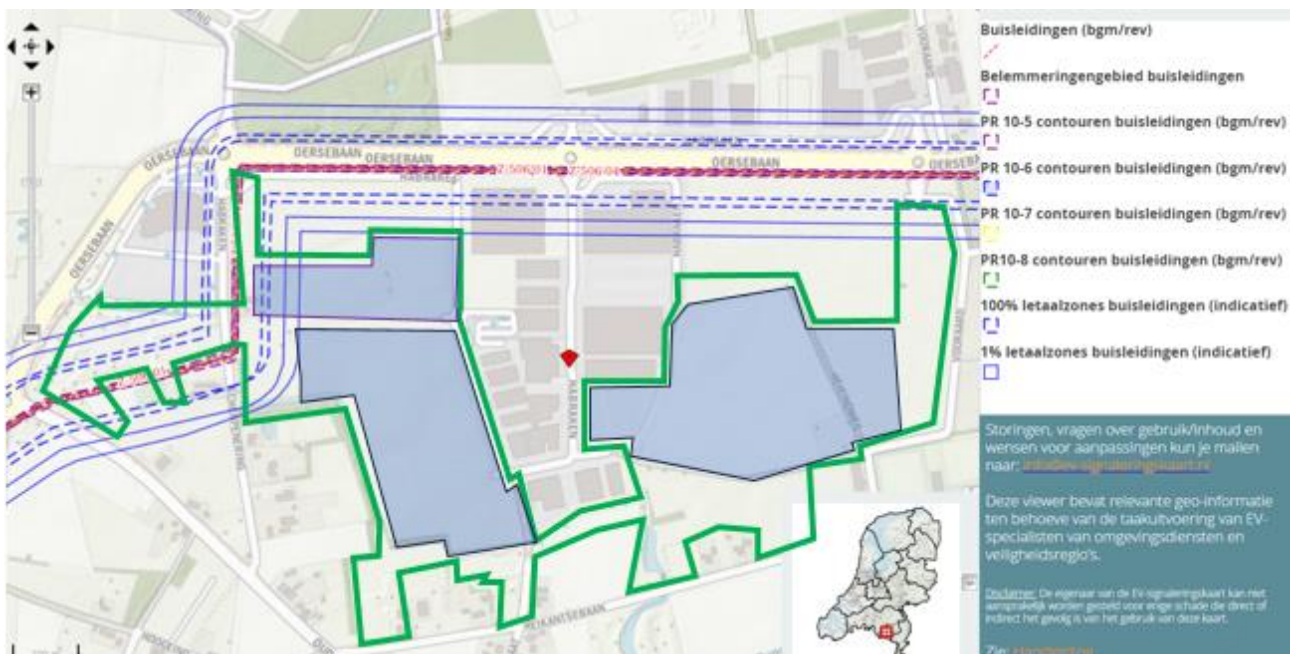 Buisleidingen (bgm/rev)
Belemmeringengebied buisleidingen
PR 10-5 contouren buisleidingen (bgm/rev)
PR 10-6 contouren buisleidingen (bgm/rev)
PR 10-7 contouren buisleidingen (bgm/rev)
PR10-8 contouren buisleidingen (bgm/rev)
100% letaalzones buisleidingen (indicatief)
1% letaalzones buisleidingen (indicatief)
Storingen, vragen over gebruik/inhoud en
wensen voor aanpassingen kun je mailen
naar:
Deze viewer bevat relevante geo-informatie
ten behoeve van de taakuitvoering van EV-
specialisten van omgevingsdiensten en
veiligheidsregio's.
Disclaimer: De eigenaar van de EV-signaleringskaart kan niet
aansprakelijk worden gesteld voor enige schade die direct of
indirect het gevolg is van het gebruik van deze kaart.
Zie:
OERSEBAAN
OERSEBAAN
OERSEBAAN
OERSEBAAN
OERSEBA
HABRAKEN
HABRAKEN
HABRAKEN